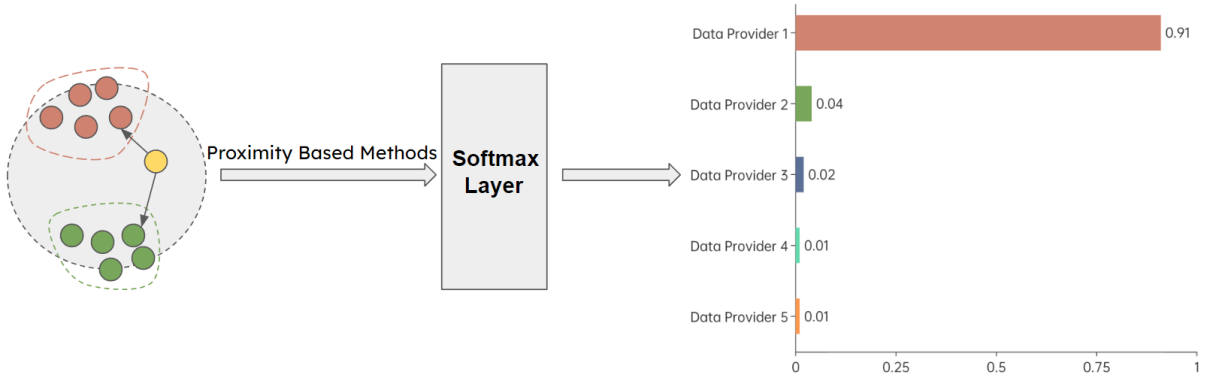 Proximity Based Methods
Softmax
Layer
Data Provider 1
0.91
Data Provider 2
0.04
Data Provider 3
0.02
Data Provider 4
0.01
Data Provider 5
0.01
0
0.25
0.5
0.75
1